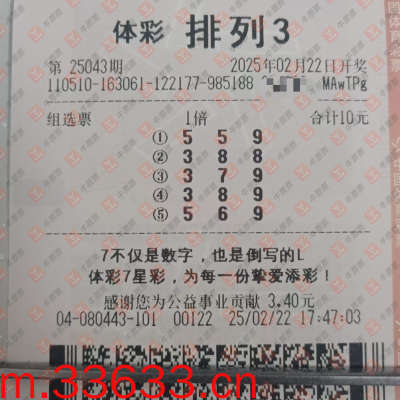 体彩 排列3
第 25043期 2025年02月22日开奖
110510-163061-122177-985188 MAwTPg
组选票 1倍 合计10元
① 5 5 9
② 3 8 8
③ 3 7 9
④ 3 8 9
⑤ 5 6 9
7不仅是数字，也是倒写的L
体彩7星彩，为每一份挚爱添彩！
感谢您为公益事业贡献 3.40元
04-080443-101 00122 25/02/22 17:47:03
m.33633.cn